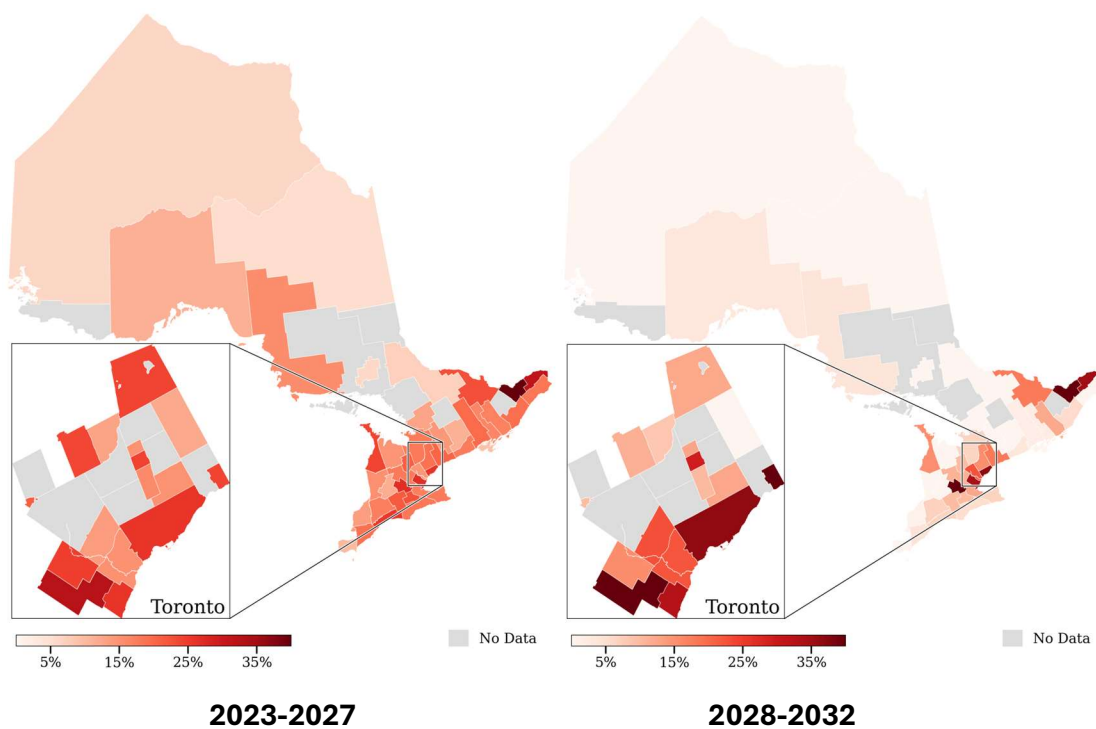 Toronto
Toronto
5% 15% 25% 35%
No Data
5% 15% 25% 35%
No Data
2023-2027
2028-2032